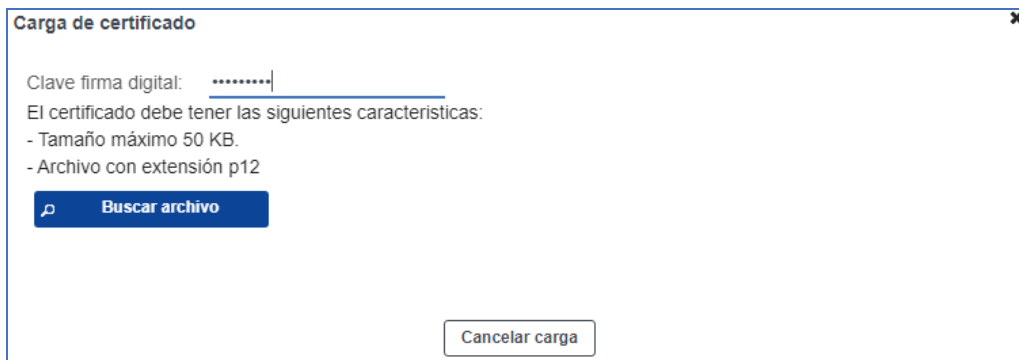 Carga de certificado
Clave firma digital: •••••••••
El certificado debe tener las siguientes caracteristicas:
- Tamaño máximo 50 KB.
- Archivo con extensión p12
Buscar archivo
Cancelar carga